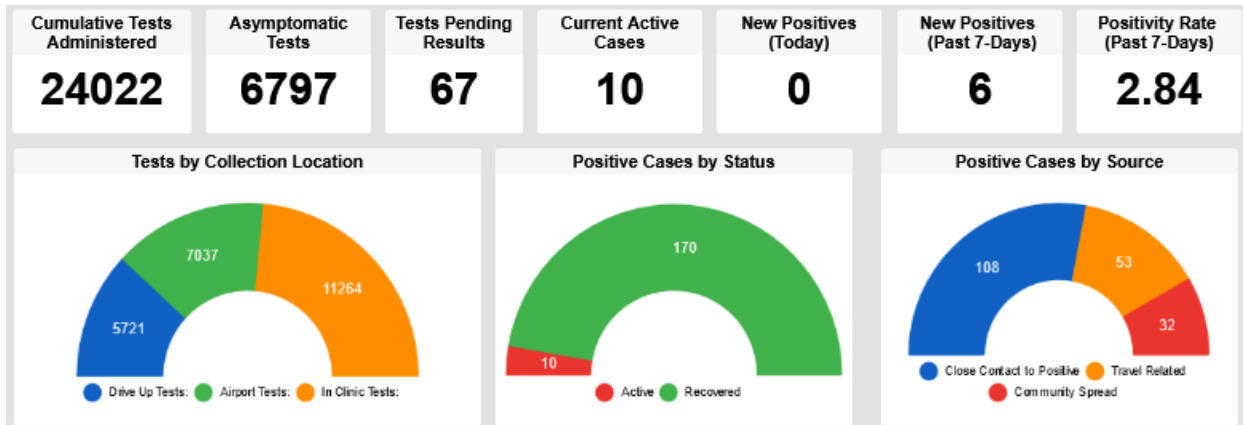 Cumulative Tests
Administered
24022
Asymptomatic
Tests
6797
Tests Pending
Results
67
Current Active
Cases
10
New Positives
(Today)
0
New Positives
(Past 7-Days)
6
Positivity Rate
(Past 7-Days)
2.84
Tests by Collection Location
5721
7037
11264
Drive Up Tests: Airport Tests: In Clinic Tests:
Positive Cases by Status
170
10
Active Recovered
Positive Cases by Source
108
53
32
Close Contact to Positive Travel Related
Community Spread